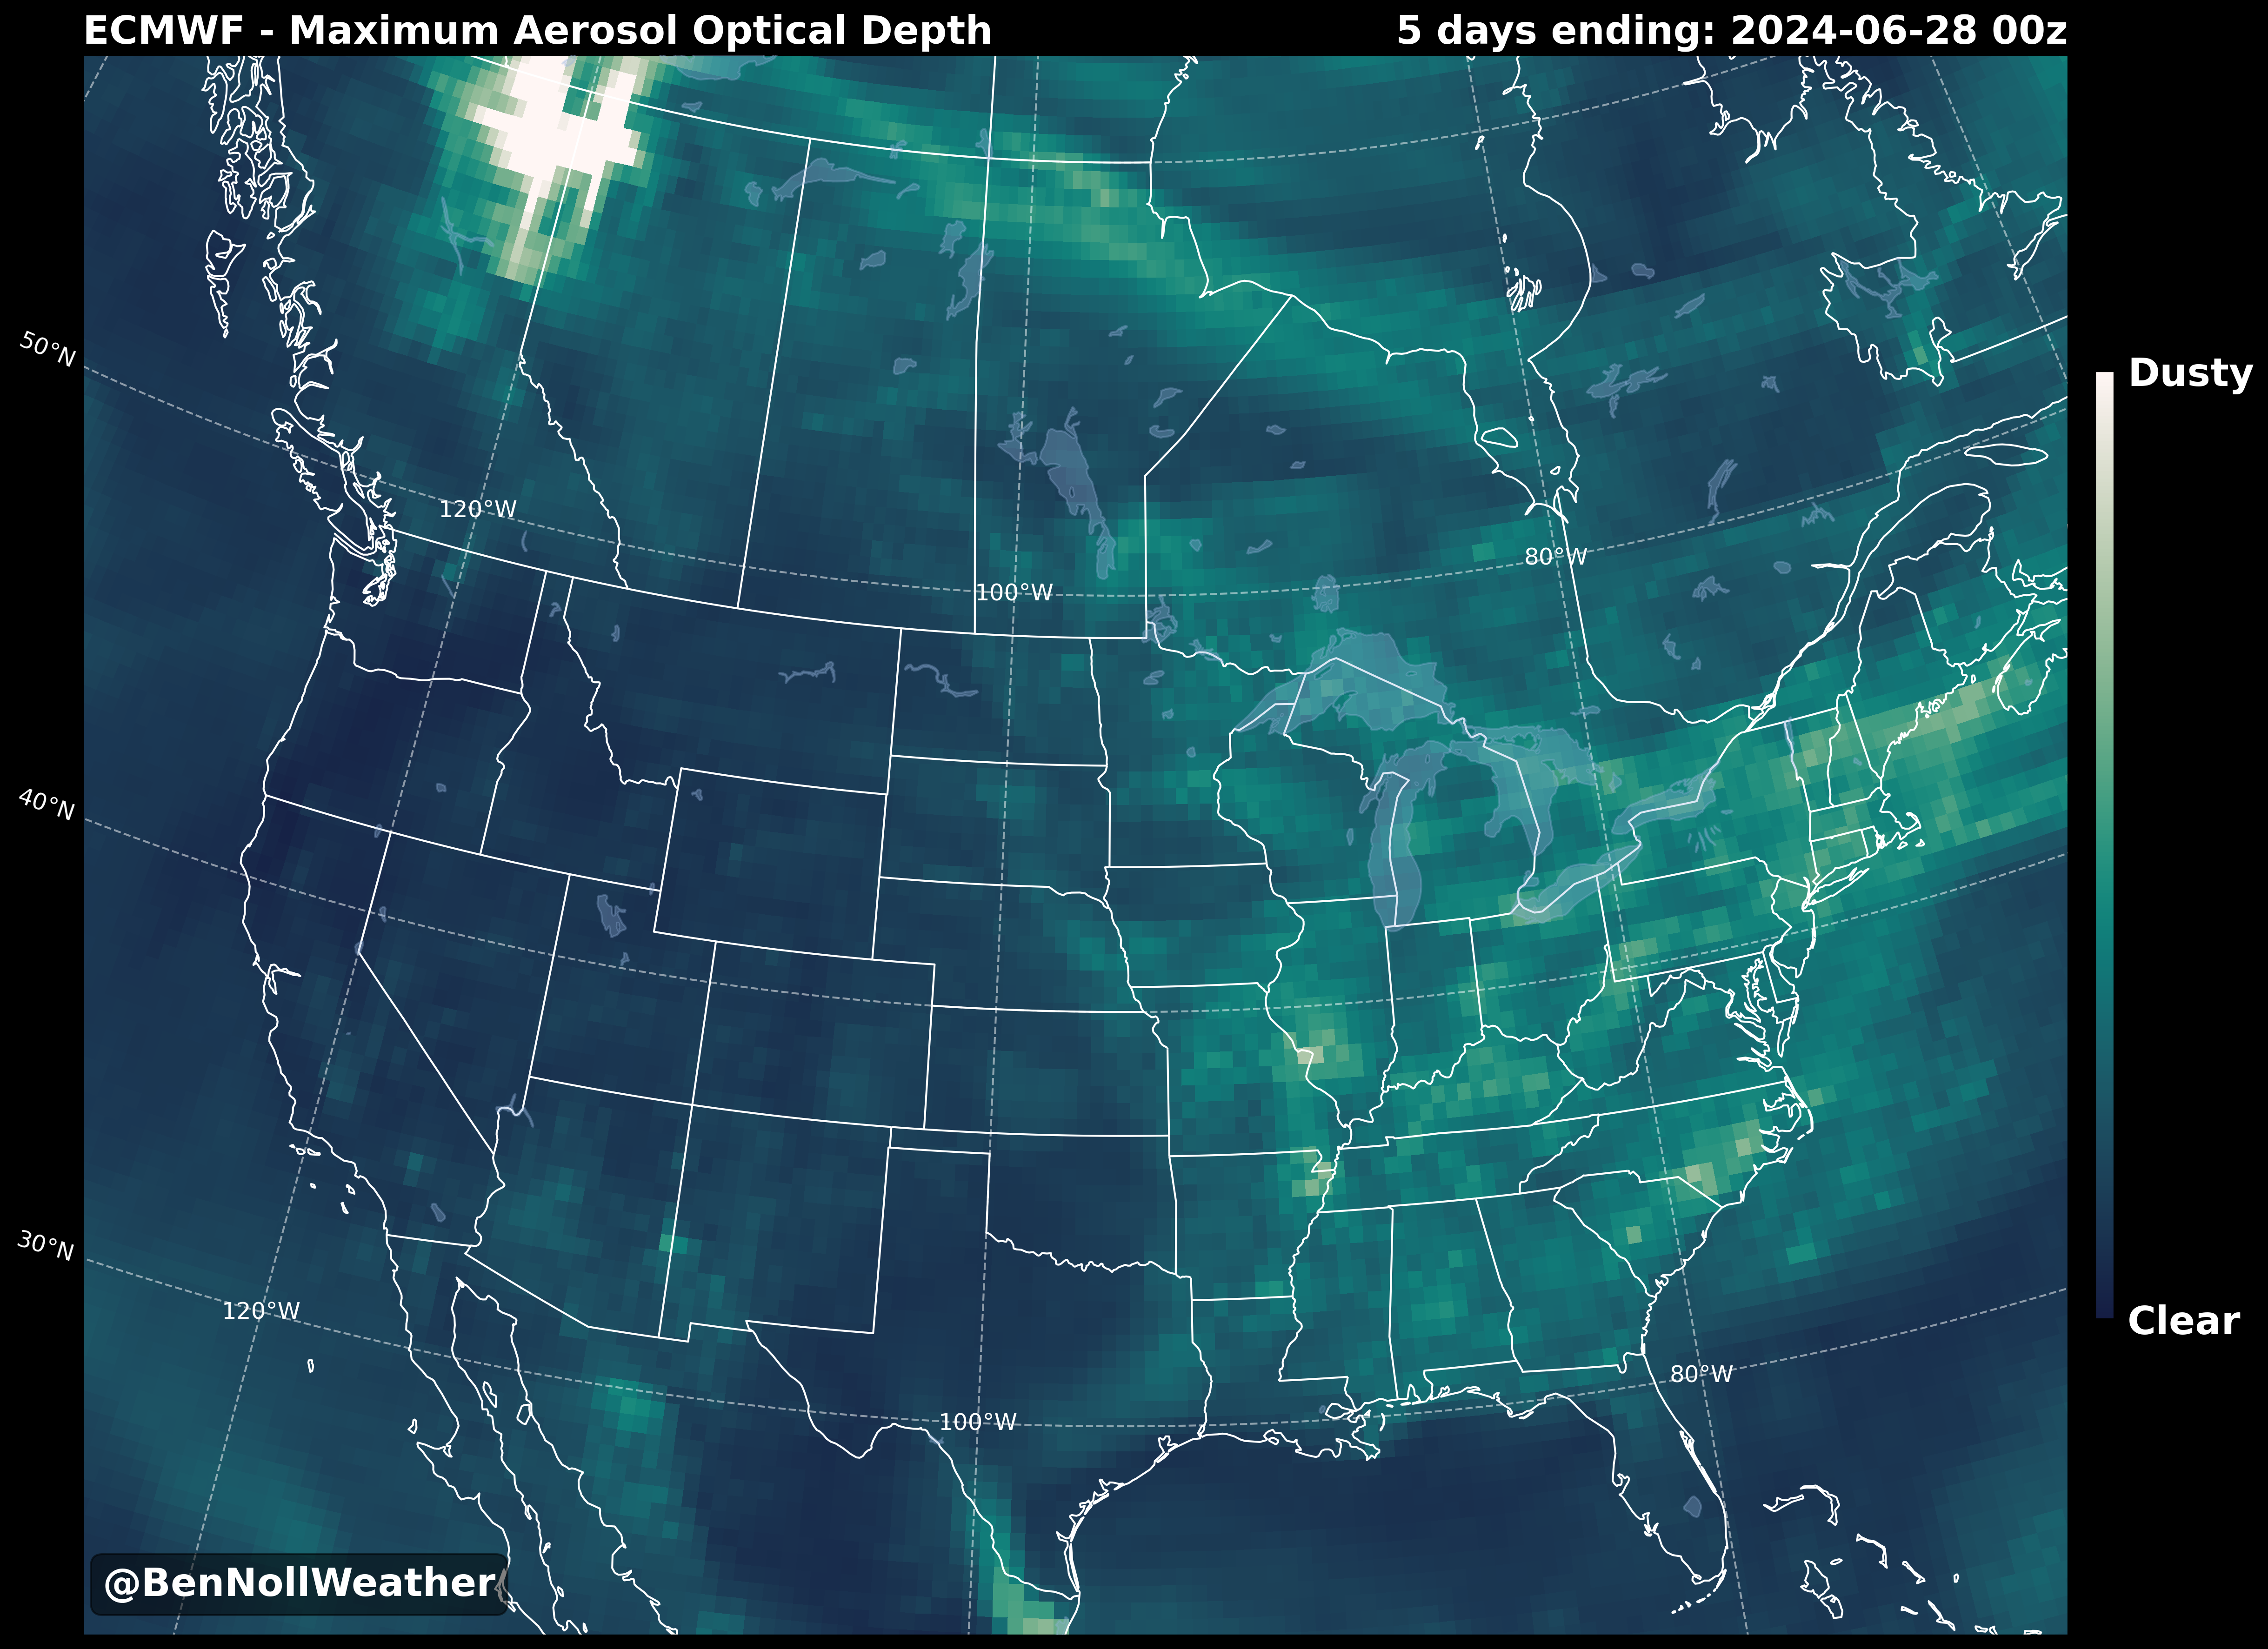 ECMWF - Maximum Aerosol Optical Depth
5 days ending: 2024-06-28 00z
50°N
Dusty
120°W
80°W
100°W
40°N
30°N
120°W
Clear
80°W
100°W
@BenNollWeather